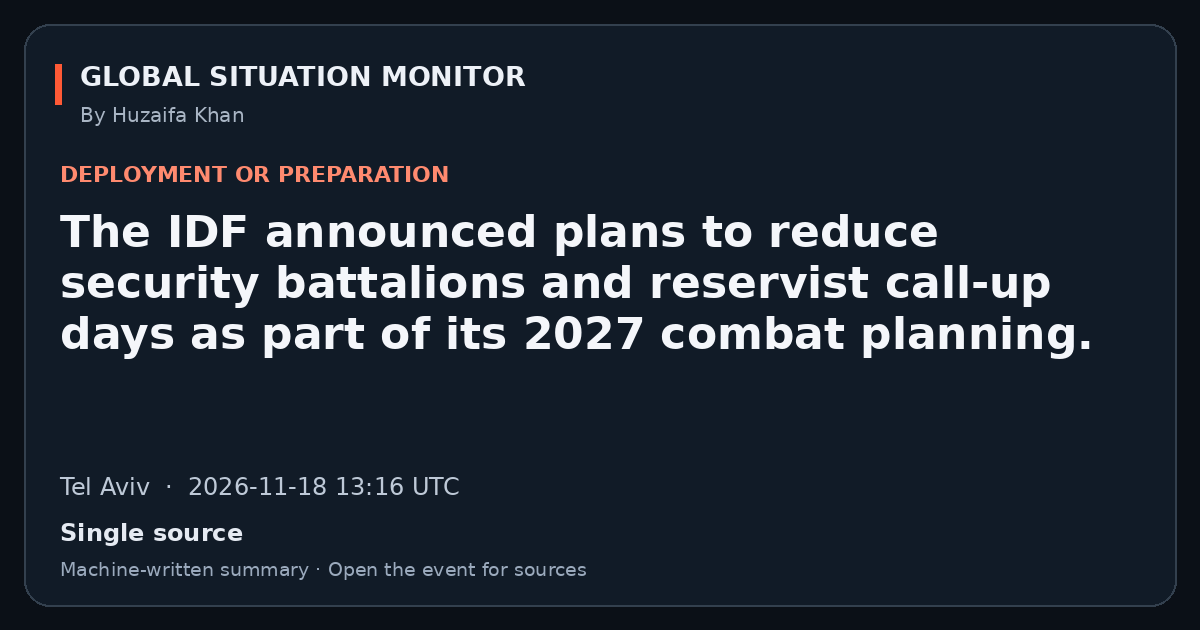 GLOBAL SITUATION MONITOR
By Huzaifa Khan
DEPLOYMENT OR PREPARATION
The IDF announced plans to reduce
security battalions and reservist call-up
days as part of its 2027 combat planning.
Tel Aviv · 2026-11-18 13:16 UTC
Single source
Machine-written summary · Open the event for sources